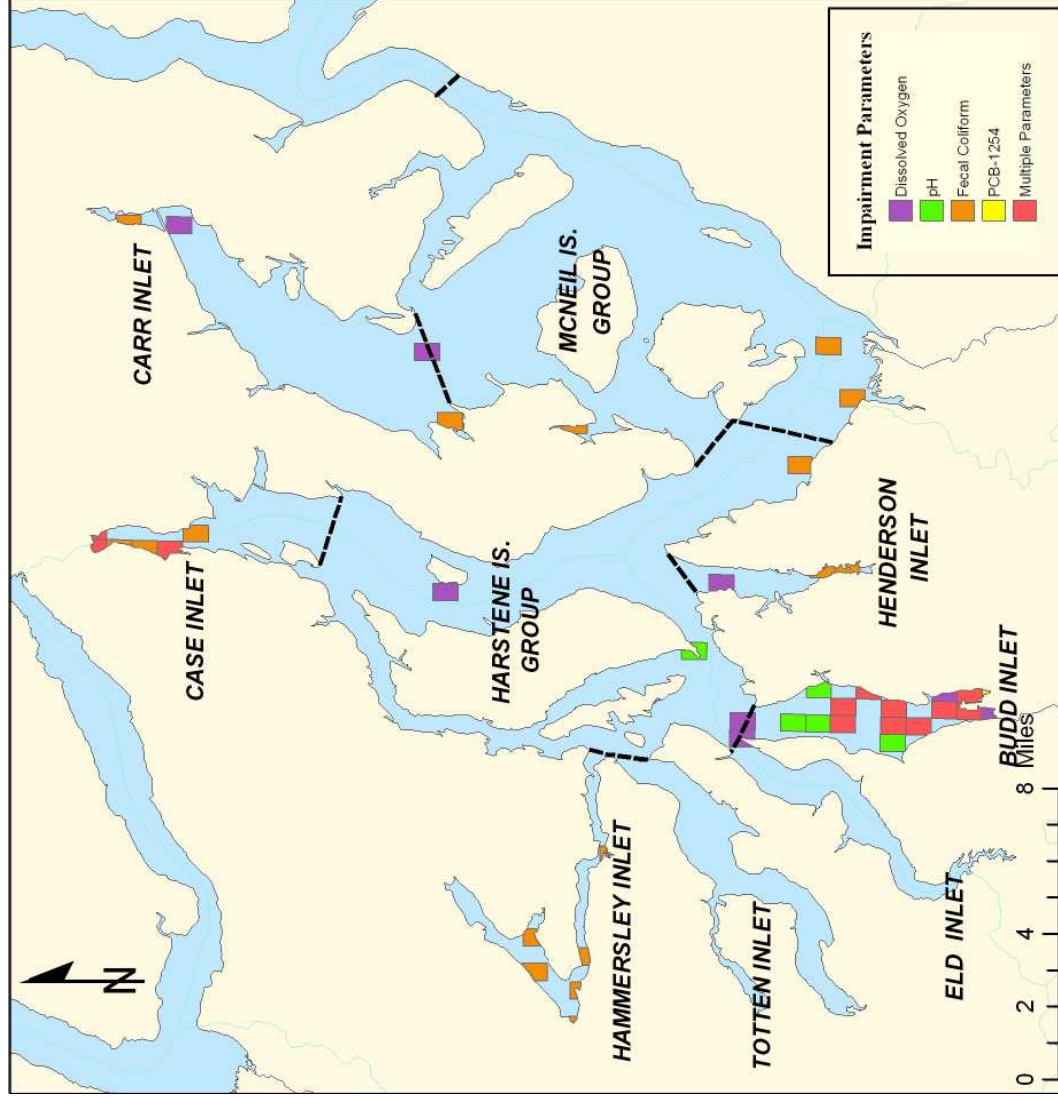 N
CARR INLET
CASE INLET
MCNEIL IS.
GROUP
HARSTENE IS.
GROUP
HAMMERSLEY INLET
TOTTEN INLET
ELD INLET
BUDD INLET
HENDERSON
INLET
0 2 4 8
Miles
Impairment Parameters
Dissolved Oxygen
pH
Fecal Coliform
PCB-1254
Multiple Parameters